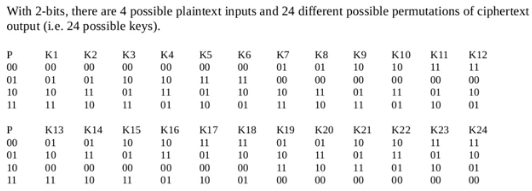 With 2-bits, there are 4 possible plaintext inputs and 24 different possible permutations of ciphertext
output (i.e. 24 possible keys).
P K1 K2 K3 K4 K5 K6 K7 K8 K9 K10 K11 K12
00 00 00 00 00 00 00 01 01 10 10 11 11
01 01 01 10 10 11 11 00 00 00 00 00 00
10 10 11 01 11 01 10 10 11 01 11 01 10
11 11 10 11 01 10 01 11 10 11 01 10 01
P K13 K14 K15 K16 K17 K18 K19 K20 K21 K22 K23 K24
00 01 01 10 10 11 11 01 01 10 10 11 11
01 10 11 01 11 01 10 10 11 01 11 01 10
10 00 00 00 00 00 00 11 10 11 01 10 01
11 11 10 11 01 10 01 00 00 00 00 00 00